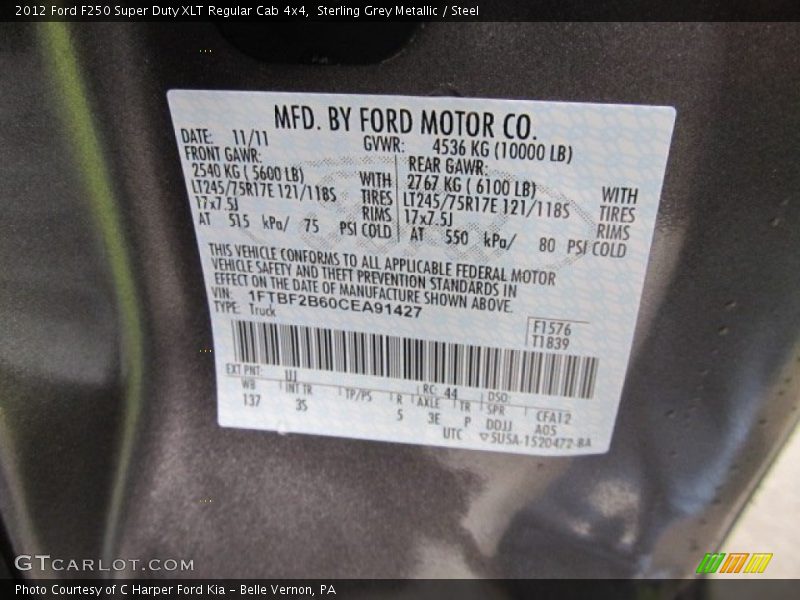 2012 Ford F250 Super Duty XLT Regular Cab 4x4,  Sterling Grey Metallic / Steel
MFD. BY FORD MOTOR CO.
DATE: 11/11 GVWR: 4536 KG (10000 LB)
FRONT GAWR: REAR GAWR:
2540 KG ( 5600 LB) WITH 2767 KG ( 6100 LB) WITH
LT245/75R17E 121/118S TIRES LT245/75R17E 121/118S TIRES
17x7.5J RIMS 17x7.5J RIMS
AT 515 kPa/ 75 PSI COLD AT 550 kPa/ 80 PSI COLD
THIS VEHICLE CONFORMS TO ALL APPLICABLE FEDERAL MOTOR
VEHICLE SAFETY AND THEFT PREVENTION STANDARDS IN
EFFECT ON THE DATE OF MANUFACTURE SHOWN ABOVE.
VIN: 1FTBF2B60CEA91427
TYPE: Truck
F1576
T1839
EXT PNT: UJ RC: 44 DSO:
WB INT TR TP/PS R AXLE TR SPR CFA12
137 3S 5 3E P DDJJ A05
UTC ▽5U5A-1520472-BA
GTCARLOT.COM
Photo Courtesy of C Harper Ford Kia – Belle Vernon, PA